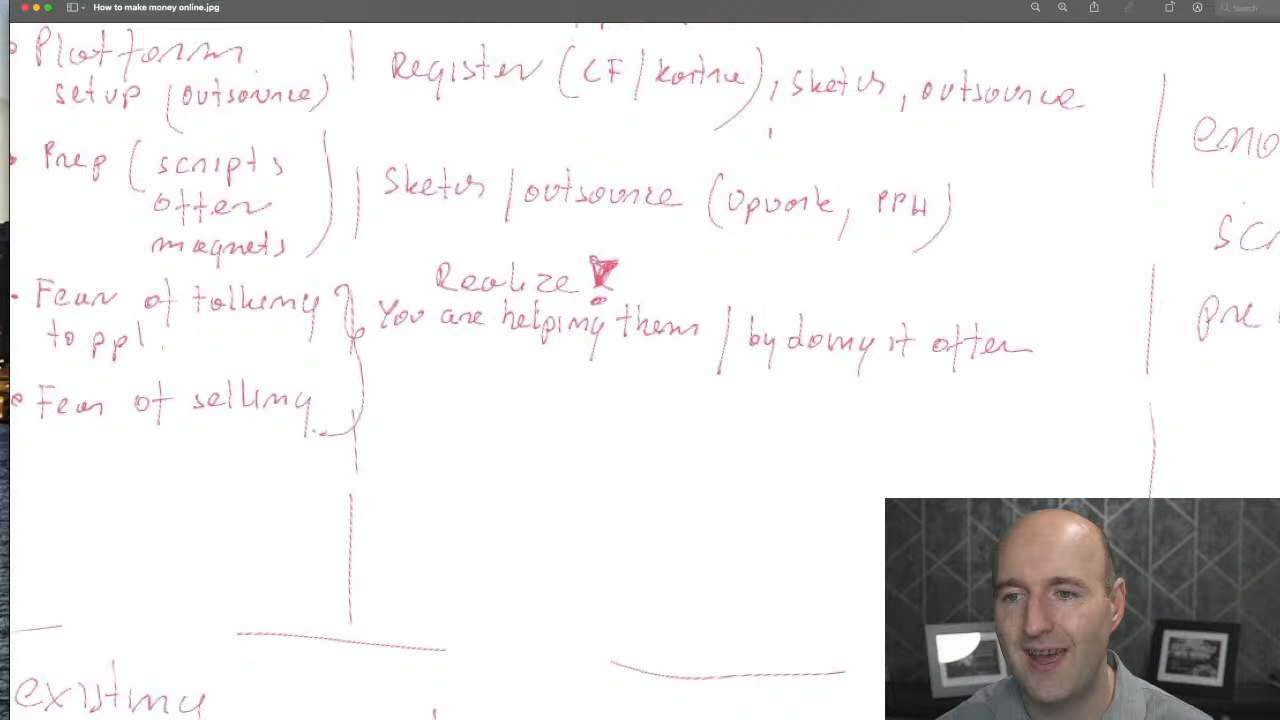 How to make money online.jpg
Search
Platform
setup (outsource)
Register (CF/Kartra), sketch, outsource
Prep (scripts
offer
magnets)
Sketch / outsource (Upwork, PPH)
Fear of talking
to ppl.
Realize!
You are helping them / by doing it often
Fear of selling
pre
existing